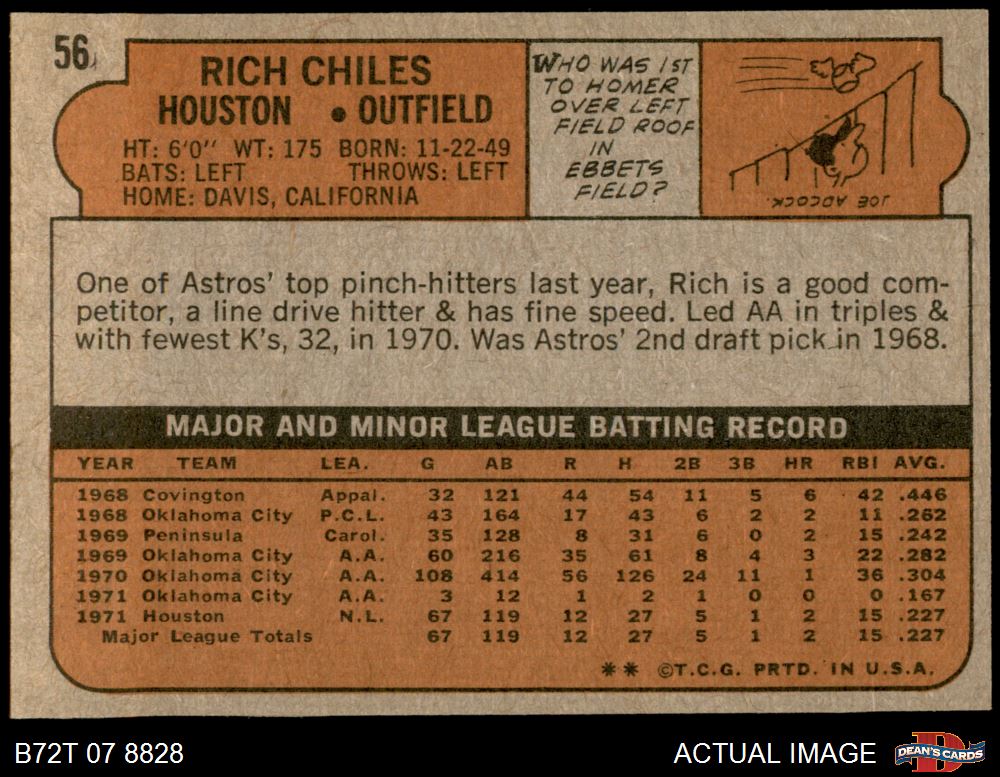 56
RICH CHILES
HOUSTON • OUTFIELD
HT: 6'0" WT: 175 BORN: 11-22-49
BATS: LEFT THROWS: LEFT
HOME: DAVIS, CALIFORNIA
WHO WAS 1ST
TO HOMER
OVER LEFT
FIELD ROOF
IN
EBBETS
FIELD?
JOE ADCOCK.
One of Astros' top pinch-hitters last year, Rich is a good com-
petitor, a line drive hitter & has fine speed. Led AA in triples &
with fewest K's, 32, in 1970. Was Astros' 2nd draft pick in 1968.
MAJOR AND MINOR LEAGUE BATTING RECORD
YEAR TEAM LEA. G AB R H 2B 3B HR RBI AVG.
1968 Covington Appal. 32 121 44 54 11 5 6 42 .446
1968 Oklahoma City P.C.L. 43 164 17 43 6 2 2 11 .262
1969 Peninsula Carol. 35 128 8 31 6 0 2 15 .242
1969 Oklahoma City A.A. 60 216 35 61 8 4 3 22 .282
1970 Oklahoma City A.A. 108 414 56 126 24 11 1 36 .304
1971 Oklahoma City A.A. 3 12 1 2 1 0 0 0 .167
1971 Houston N.L. 67 119 12 27 5 1 2 15 .227
Major League Totals 67 119 12 27 5 1 2 15 .227
** ©T.C.G. PRTD. IN U.S.A.
B72T 07 8828
ACTUAL IMAGE
D
DEAN'S CARDS